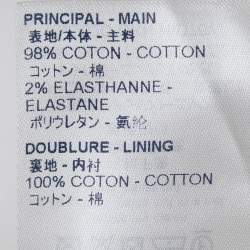 PRINCIPAL - MAIN
表地/本体 - 主料
98% COTON - COTTON
コットン - 棉
2% ELASTHANNE -
ELASTANE
ポリウレタン - 氨纶
DOUBLURE - LINING
裏地 - 内衬
100% COTON - COTTON
コットン - 棉